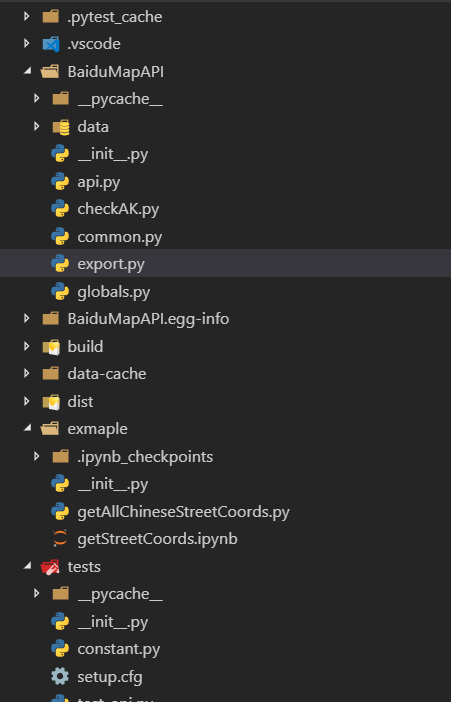 .pytest_cache
.vscode
BaiduMapAPI
__pycache__
data
__init__.py
api.py
checkAK.py
common.py
export.py
globals.py
BaiduMapAPI.egg-info
build
data-cache
dist
exmaple
.ipynb_checkpoints
__init__.py
getAllChineseStreetCoords.py
getStreetCoords.ipynb
tests
__pycache__
__init__.py
constant.py
setup.cfg
test_api.py